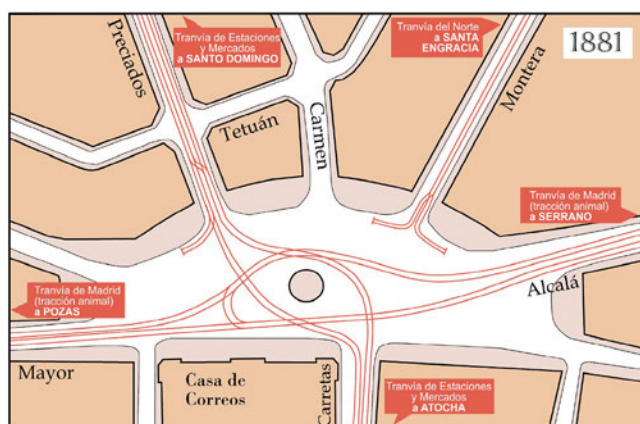 Preciados
Tranvía de Estaciones
y Mercados
a SANTO DOMINGO
Tranvía del Norte
a SANTA
ENGRACIA
1881
Montera
Tetuán
Carmen
Tranvía de Madrid
(tracción animal)
a SERRANO
Tranvía de Madrid
(tracción animal)
a POZAS
Alcalá
Mayor
Casa de
Correos
Carretas
Tranvía de Estaciones
y Mercados
a ATOCHA